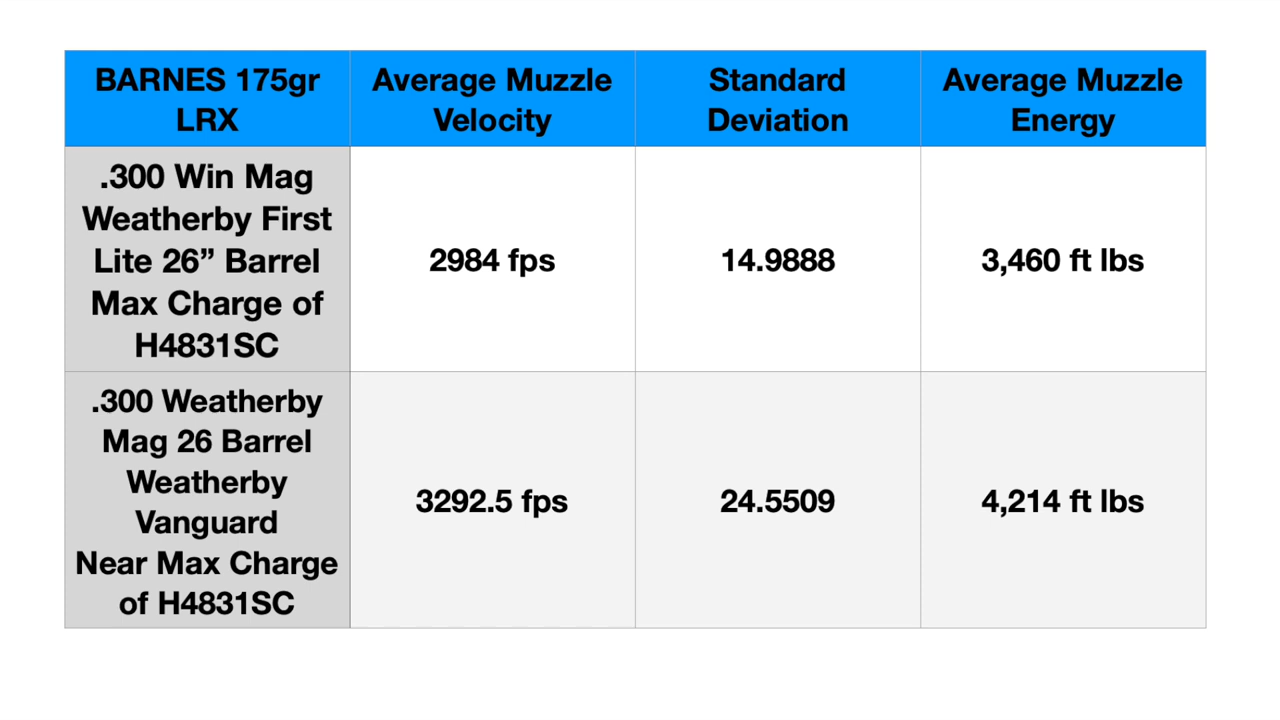 BARNES 175gr
LRX
Average Muzzle
Velocity
Standard
Deviation
Average Muzzle
Energy
.300 Win Mag
Weatherby First
Lite 26” Barrel
Max Charge of
H4831SC
2984 fps
14.9888
3,460 ft lbs
.300 Weatherby
Mag 26 Barrel
Weatherby
Vanguard
Near Max Charge
of H4831SC
3292.5 fps
24.5509
4,214 ft lbs